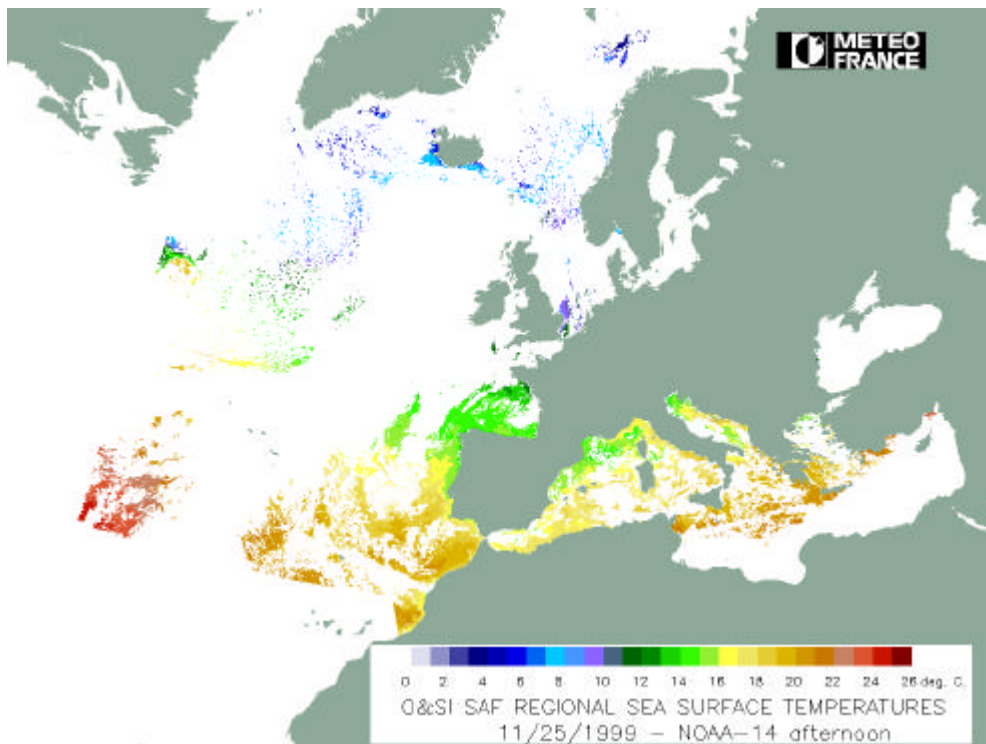 METEO
FRANCE
0 2 4 6 8 10 12 14 16 18 20 22 24 26 deg. C.
O&SI SAF REGIONAL SEA SURFACE TEMPERATURES
11/25/1999 – NOAA-14 afternoon